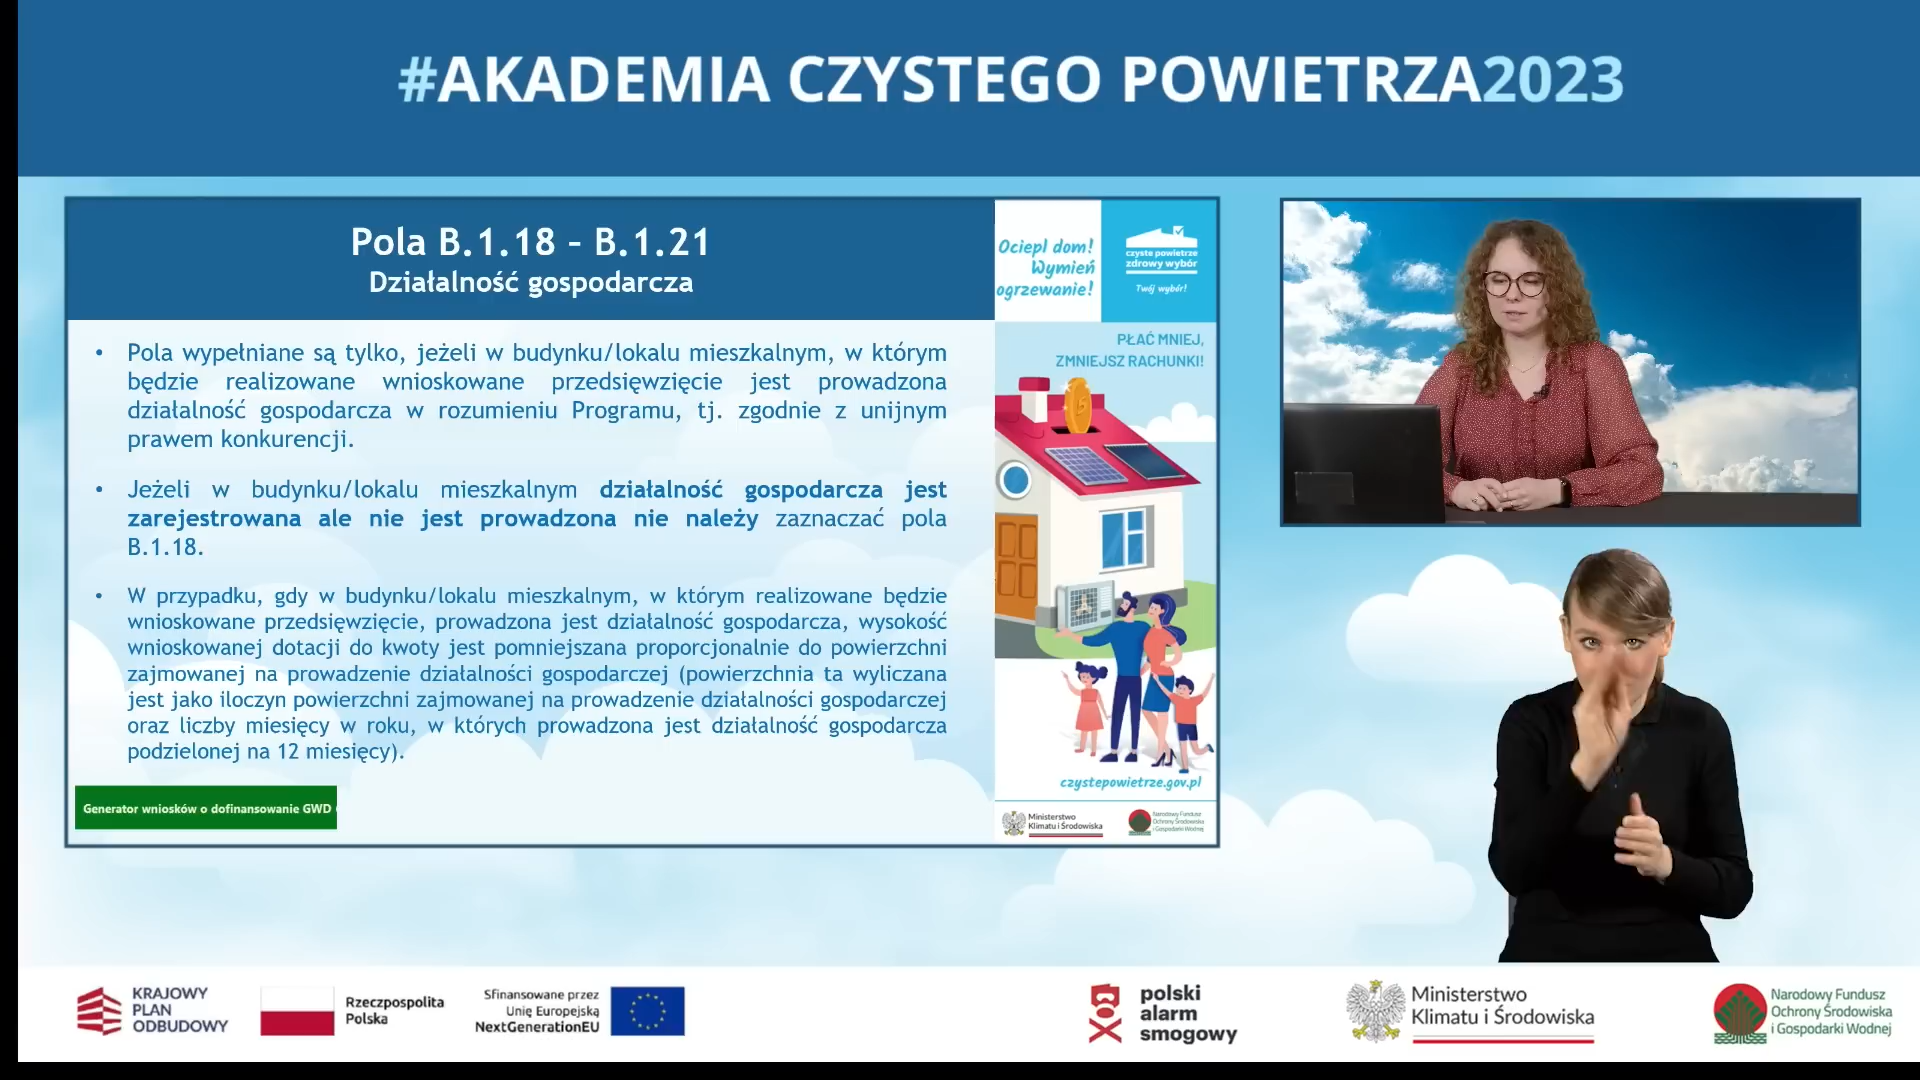 #AKADEMIA CZYSTEGO POWIETRZA2023
Pola B.1.18 – B.1.21
Działalność gospodarcza
• Pola wypełniane są tylko, jeżeli w budynku/lokalu mieszkalnym, w którym
będzie realizowane wnioskowane przedsięwzięcie jest prowadzona
działalność gospodarcza w rozumieniu Programu, tj. zgodnie z unijnym
prawem konkurencji.
• Jeżeli w budynku/lokalu mieszkalnym działalność gospodarcza jest
zarejestrowana ale nie jest prowadzona nie należy zaznaczać pola
B.1.18.
• W przypadku, gdy w budynku/lokalu mieszkalnym, w którym realizowane będzie
wnioskowane przedsięwzięcie, prowadzona jest działalność gospodarcza, wysokość
wnioskowanej dotacji do kwoty jest pomniejszana proporcjonalnie do powierzchni
zajmowanej na prowadzenie działalności gospodarczej (powierzchnia ta wyliczana
jest jako iloczyn powierzchni zajmowanej na prowadzenie działalności gospodarczej
oraz liczby miesięcy w roku, w których prowadzona jest działalność gospodarcza
podzielonej na 12 miesięcy).
Generator wniosków o dofinansowanie GWD
Ociepl dom!
Wymień
ogrzewanie!
czyste powietrze
zdrowy wybór
Twój wybór!
PŁAĆ MNIEJ,
ZMNIEJSZ RACHUNKI!
czystepowietrze.gov.pl
Ministerstwo
Klimatu i Środowiska
Narodowy Fundusz
Ochrony Środowiska
i Gospodarki Wodnej
KRAJOWY
PLAN
ODBUDOWY
Rzeczpospolita
Polska
Sfinansowane przez
Unię Europejską
NextGenerationEU
polski
alarm
smogowy
Ministerstwo
Klimatu i Środowiska
Narodowy Fundusz
Ochrony Środowiska
i Gospodarki Wodnej